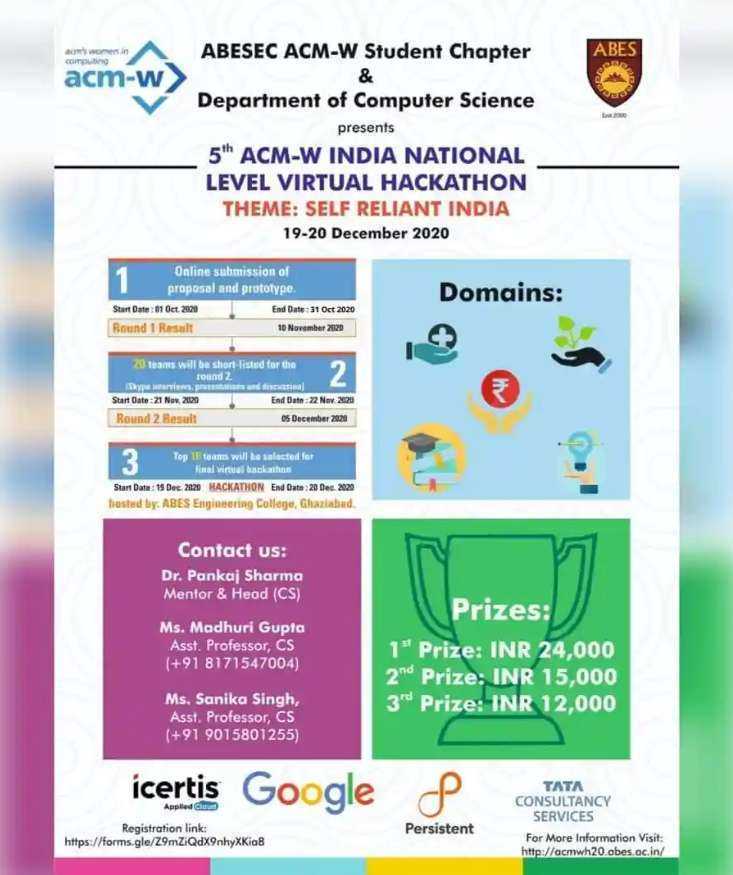 acm's women in
computing
acm-w
ABESEC ACM-W Student Chapter
&
Department of Computer Science
presents
ABES
Estd 2000
5th ACM-W INDIA NATIONAL
LEVEL VIRTUAL HACKATHON
THEME: SELF RELIANT INDIA
19-20 December 2020
1
Online submission of
proposal and prototype.
Start Date : 01 Oct. 2020 End Date : 31 Oct 2020
Round 1 Result 10 November 2020
20 teams will be short-listed for the
round 2.
(Skype interviews, presentations and discussion)
2
Start Date : 21 Nov. 2020 End Date : 22 Nov. 2020
Round 2 Result 05 December 2020
3
Top 10 teams will be selected for
final virtual hackathon
Start Date : 19 Dec. 2020 HACKATHON End Date : 20 Dec. 2020
hosted by: ABES Engineering College, Ghaziabad.
Domains:
₹
Contact us:
Dr. Pankaj Sharma
Mentor & Head (CS)
Ms. Madhuri Gupta
Asst. Professor, CS
(+91 8171547004)
Ms. Sanika Singh,
Asst. Professor, CS
(+91 9015801255)
Prizes:
1st Prize: INR 24,000
2nd Prize: INR 15,000
3rd Prize: INR 12,000
icertis
Applied Cloud
Google
Persistent
TATA
CONSULTANCY
SERVICES
Registration link:
https://forms.gle/Z9mZiQdX9nhyXKia8
For More Information Visit:
http://acmwh20.abes.ac.in/